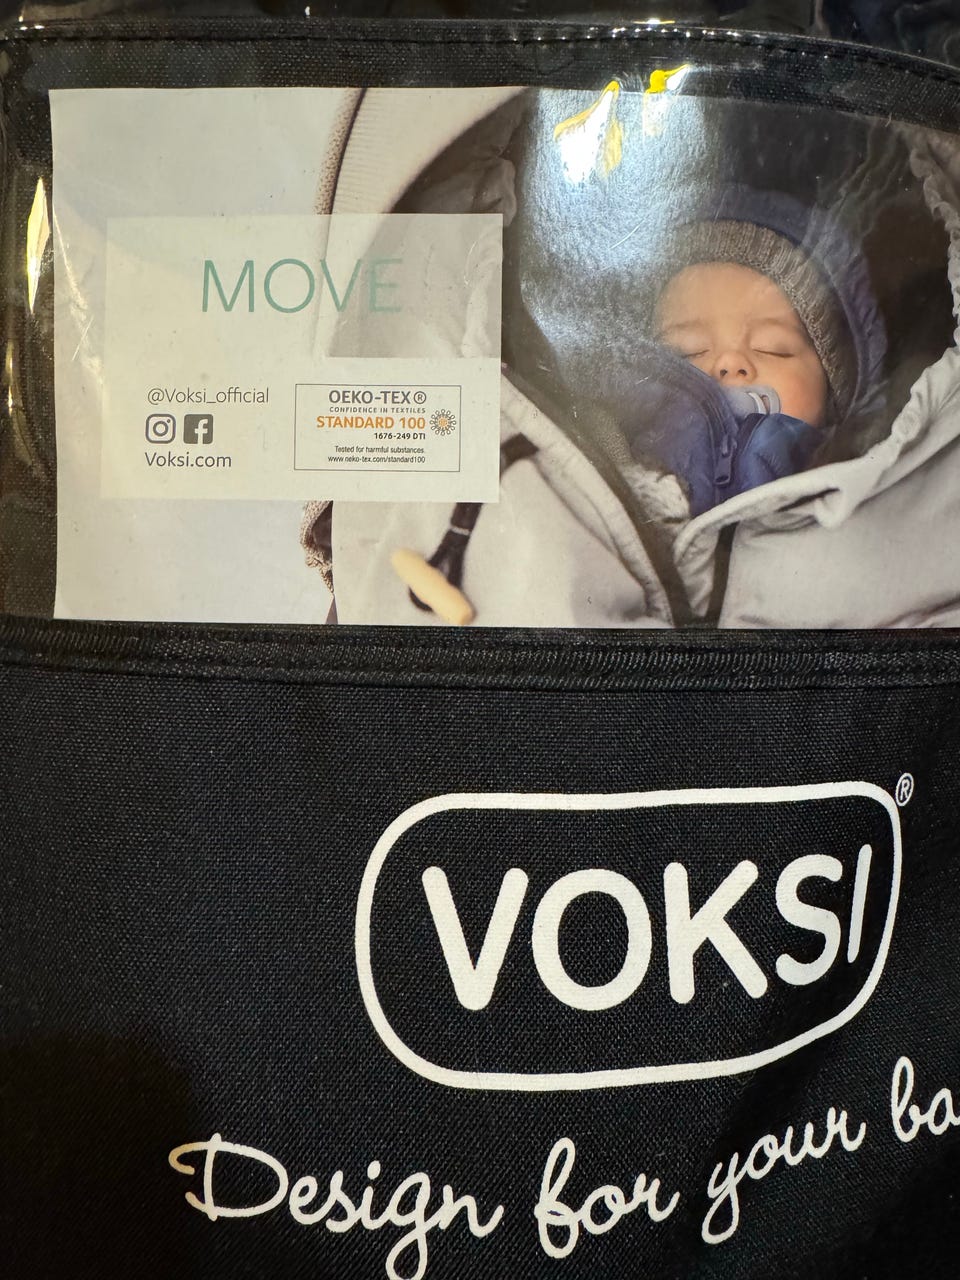 MOVE
@Voksi_official
Voksi.com
OEKO-TEX®
CONFIDENCE IN TEXTILES
STANDARD 100
1676-249 DTI
Tested for harmful substances.
www.oeko-tex.com/standard100
VOKSI®
Design for your ba